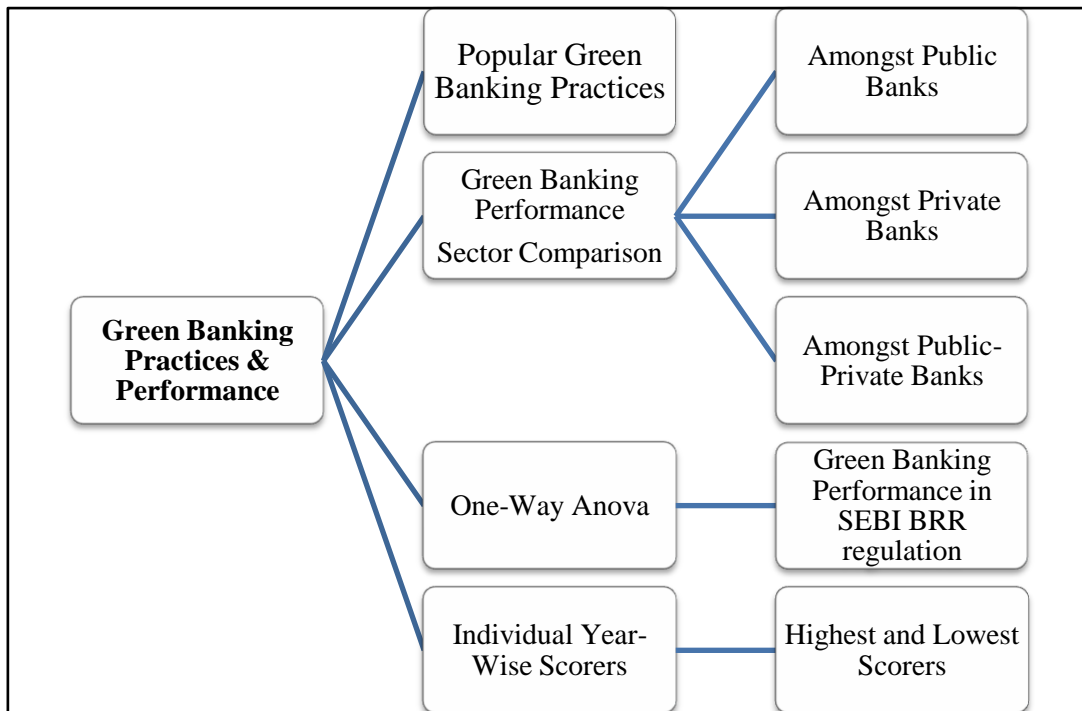 Green Banking
Practices &
Performance
Popular Green
Banking Practices
Green Banking
Performance
Sector Comparison
Amongst Public
Banks
Amongst Private
Banks
Amongst Public-
Private Banks
One-Way Anova
Green Banking
Performance in
SEBI BRR
regulation
Individual Year-
Wise Scorers
Highest and Lowest
Scorers